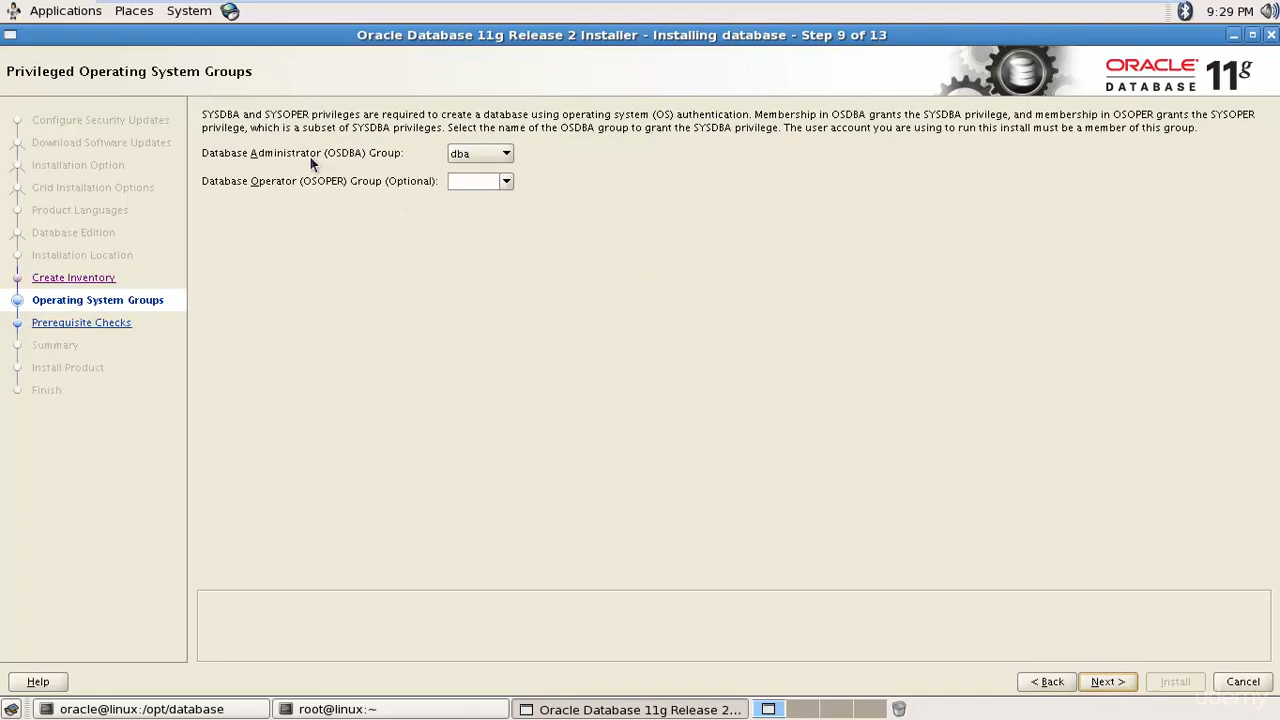 Applications Places System 9:29 PM
Oracle Database 11g Release 2 Installer - Installing database - Step 9 of 13
Privileged Operating System Groups
ORACLE
DATABASE 11g
Configure Security Updates
Download Software Updates
Installation Option
Grid Installation Options
Product Languages
Database Edition
Installation Location
Create Inventory
Operating System Groups
Prerequisite Checks
Summary
Install Product
Finish
SYSDBA and SYSOPER privileges are required to create a database using operating system (OS) authentication. Membership in OSDBA grants the SYSDBA privilege, and membership in OSOPER grants the SYSOPER
privilege, which is a subset of SYSDBA privileges. Select the name of the OSDBA group to grant the SYSDBA privilege. The user account you are using to run this install must be a member of this group.
Database Administrator (OSDBA) Group: dba
Database Operator (OSOPER) Group (Optional):
Help < Back Next > Install Cancel
udemy
oracle@linux:/opt/database root@linux:~ Oracle Database 11g Release 2...